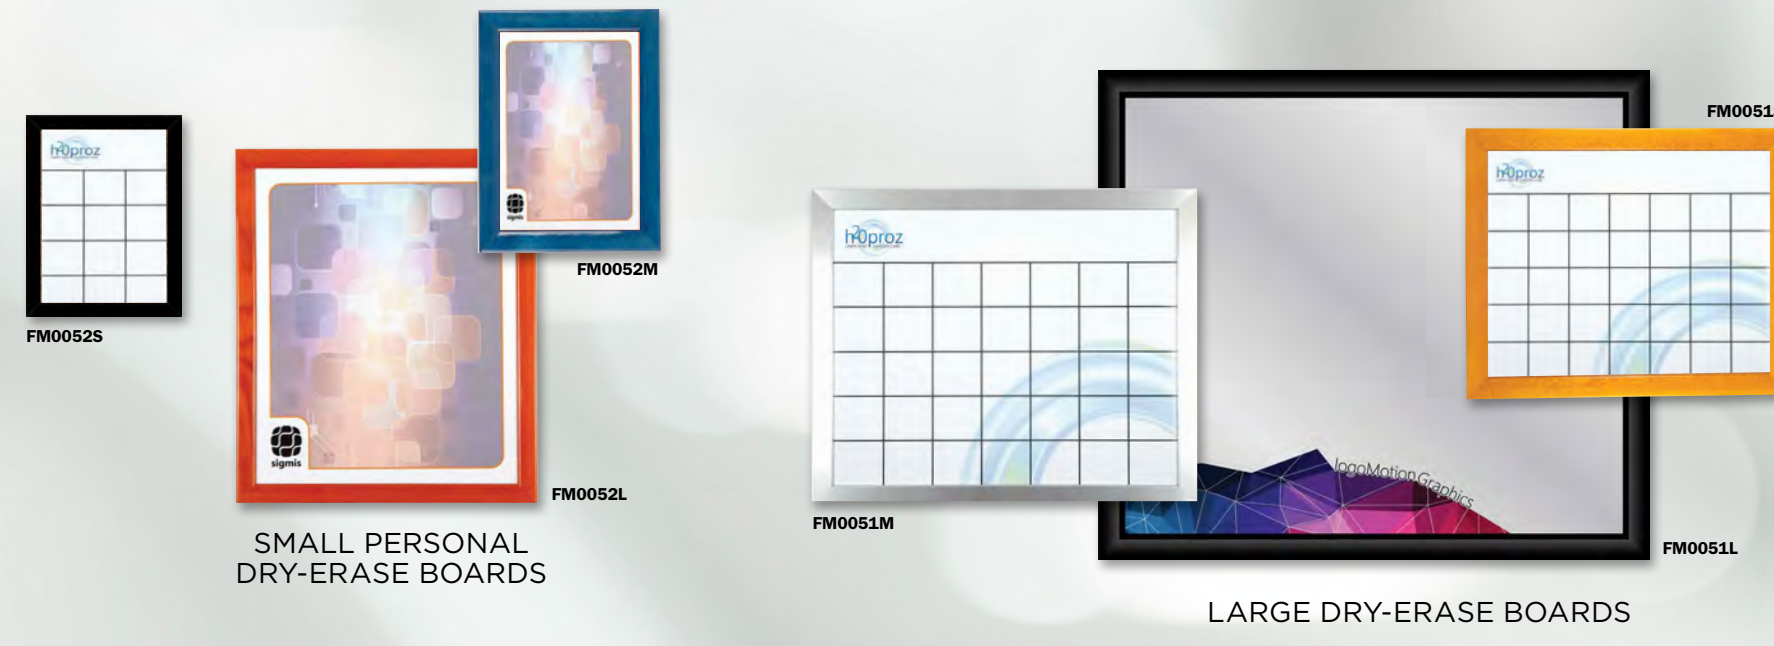 h2oproz
FM0052S
sigmis
FM0052M
sigmis
FM0052L
SMALL PERSONAL
DRY-ERASE BOARDS
h2oproz
FM0051M
logoMotion Graphics
FM0051L
h2oproz
FM0051
LARGE DRY-ERASE BOARDS